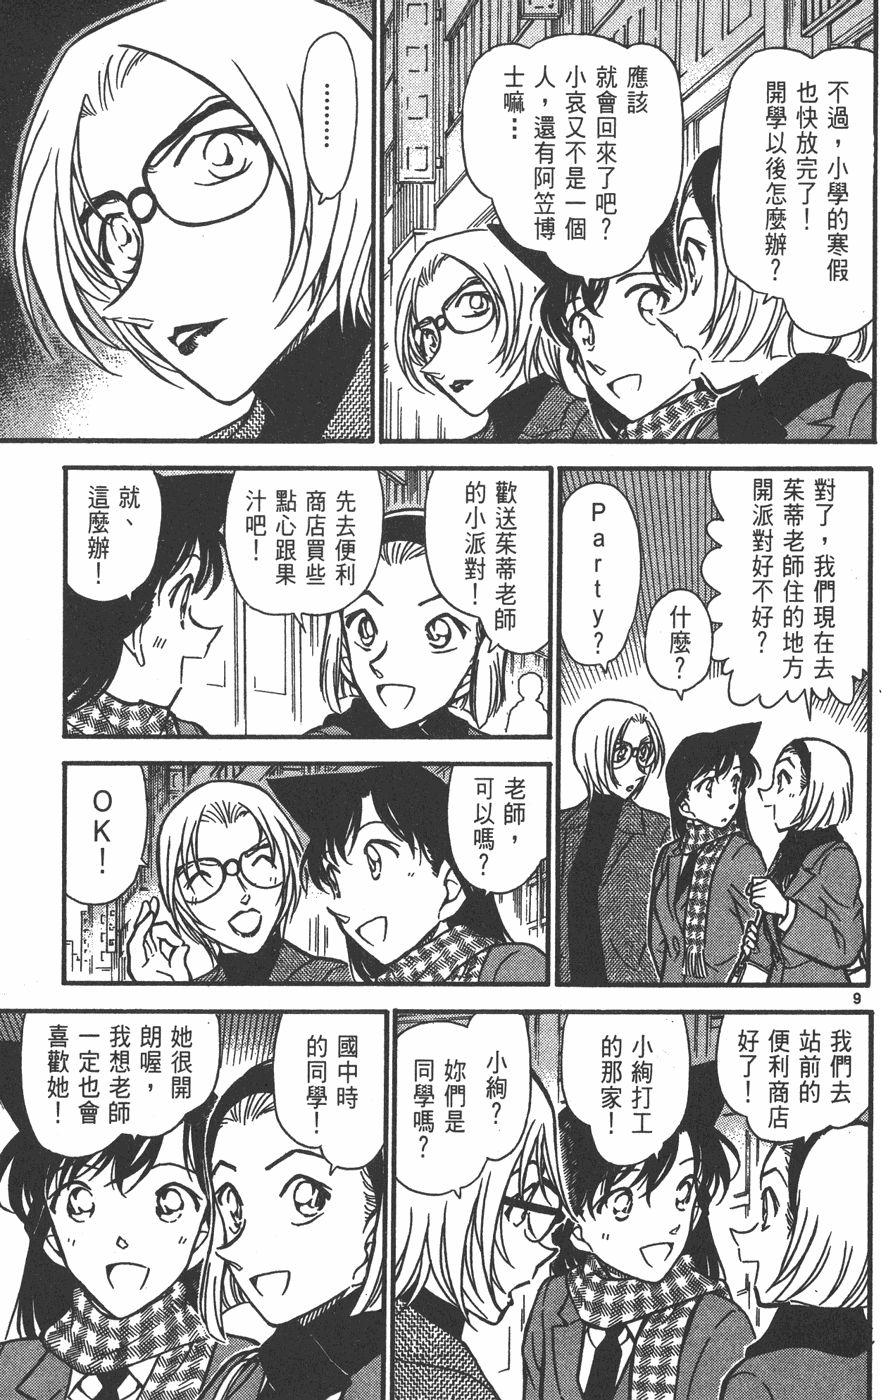 不過，小學的寒假
也快放完了！
開學以後怎麼辦？
應該
就會回來了吧？
小哀又不是一個
人，還有阿笠博
士嘛…
………
對了，我們現在去
茱蒂老師住的地方
開派對好不好？
什麼？
Party？
歡送茱蒂老師
的小派對！
先去便利
商店買些
點心跟果
汁吧！
就、
這麼辦！
老師，
可以嗎？
OK！
9
我們去
站前的
便利商店
好了！
小絢打工
的那家！
小絢？
妳們是
同學嗎？
國中時
的同學！
她很開
朗喔，
我想老師
一定也會
喜歡她！